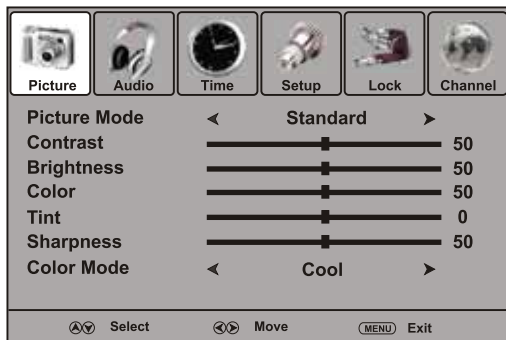 Picture Audio Time Setup Lock Channel
Picture Mode Standard
Contrast 50
Brightness 50
Color 50
Tint 0
Sharpness 50
Color Mode Cool
Select Move MENU Exit